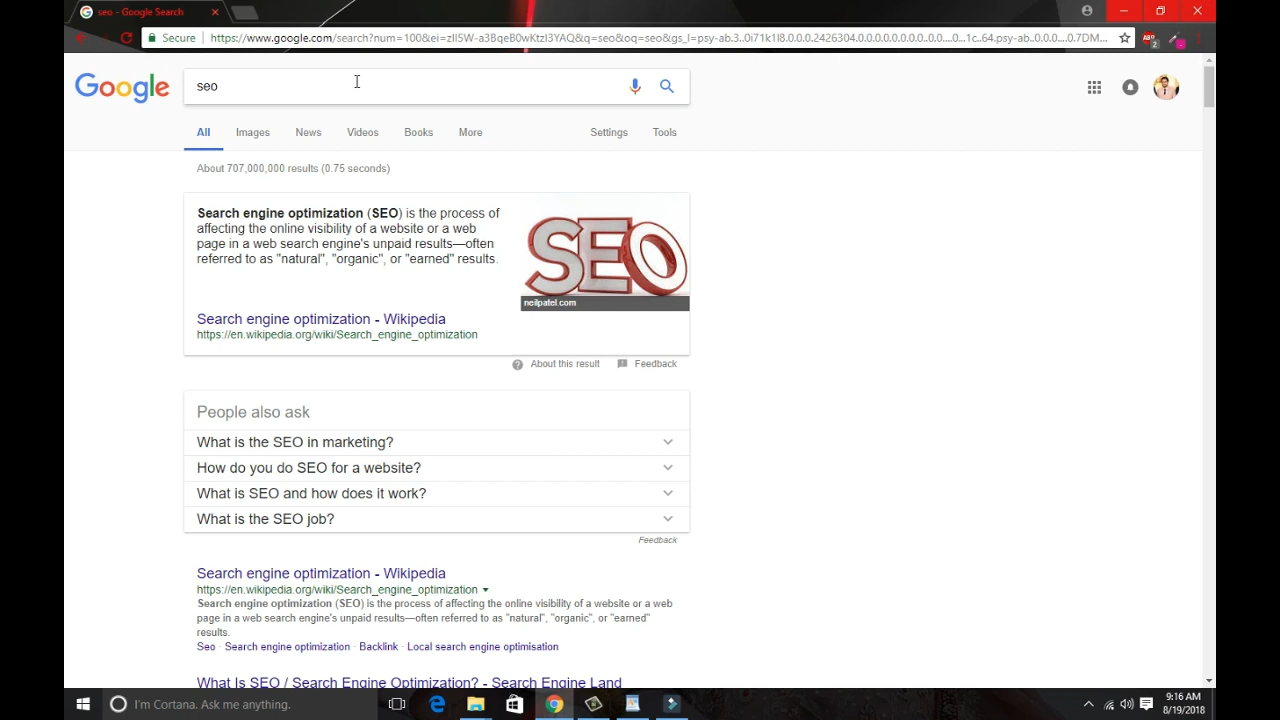 seo - Google Search
Secure https://www.google.com/search?num=100&ei=zII5W-a38qeB0wKtzI3YAQ&q=seo&oq=seo&gs_l=psy-ab.3..0i71k1l8.0.0.0.2426304.0.0.0.0.0.0.0.0..0.0....0...1c..64.psy-ab..0.0.0....0.7DM...
ABP
2
Google
seo
All Images News Videos Books More Settings Tools
About 707,000,000 results (0.75 seconds)
Search engine optimization (SEO) is the process of
affecting the online visibility of a website or a web
page in a web search engine's unpaid results—often
referred to as "natural", "organic", or "earned" results.
SEO
neilpatel.com
Search engine optimization - Wikipedia
https://en.wikipedia.org/wiki/Search_engine_optimization
About this result Feedback
People also ask
What is the SEO in marketing?
How do you do SEO for a website?
What is SEO and how does it work?
What is the SEO job?
Feedback
Search engine optimization - Wikipedia
https://en.wikipedia.org/wiki/Search_engine_optimization
Search engine optimization (SEO) is the process of affecting the online visibility of a website or a web
page in a web search engine's unpaid results—often referred to as "natural", "organic", or "earned"
results.
Seo · Search engine optimization · Backlink · Local search engine optimisation
What Is SEO / Search Engine Optimization? - Search Engine Land
I'm Cortana. Ask me anything.
9:16 AM
8/19/2018